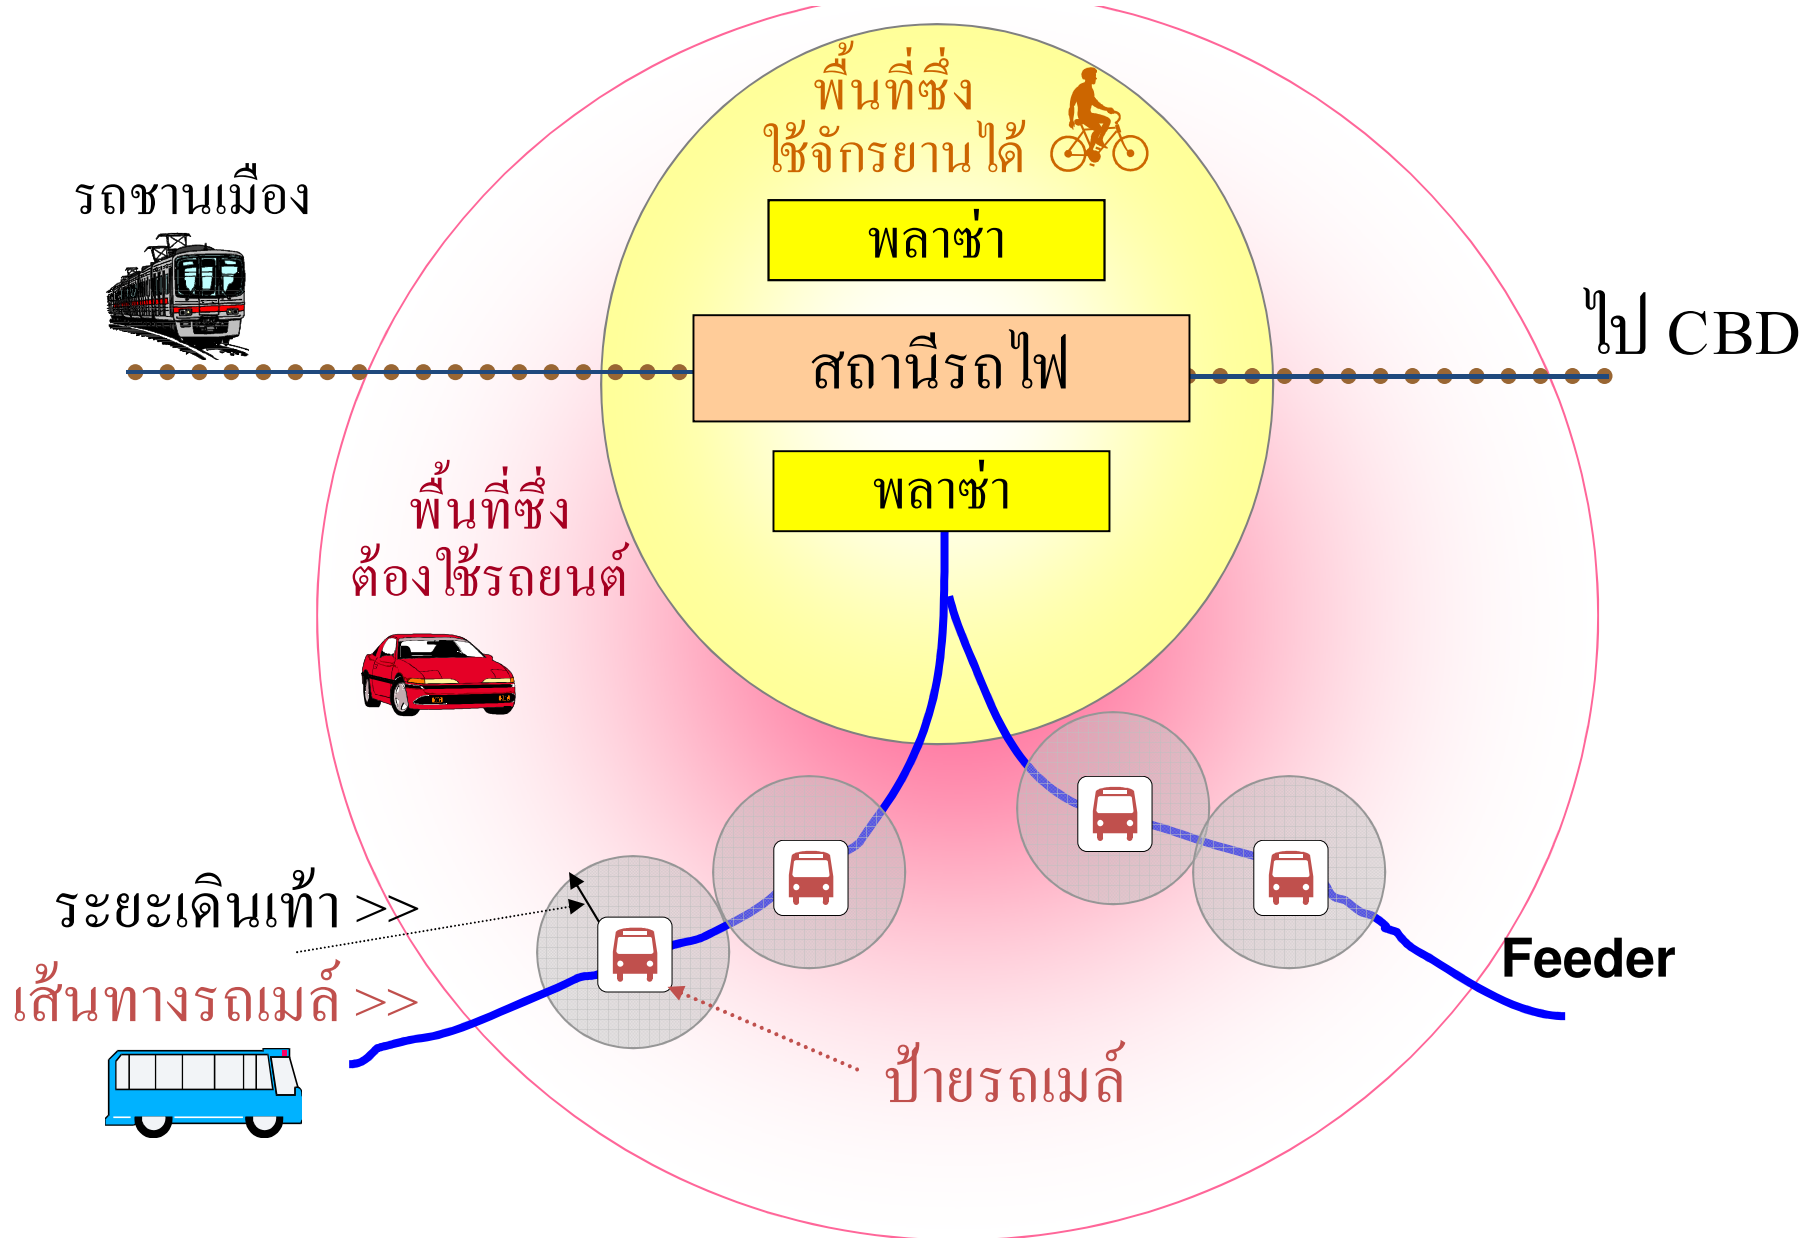 พื้นที่ซึ่ง
ใช้จักรยานได้
รถชานเมือง
พลาซ่า
ไป CBD
สถานีรถไฟ
พลาซ่า
พื้นที่ซึ่ง
ต้องใช้รถยนต์
ระยะเดินเท้า >>
Feeder
เส้นทางรถเมล์ >>
ป้ายรถเมล์